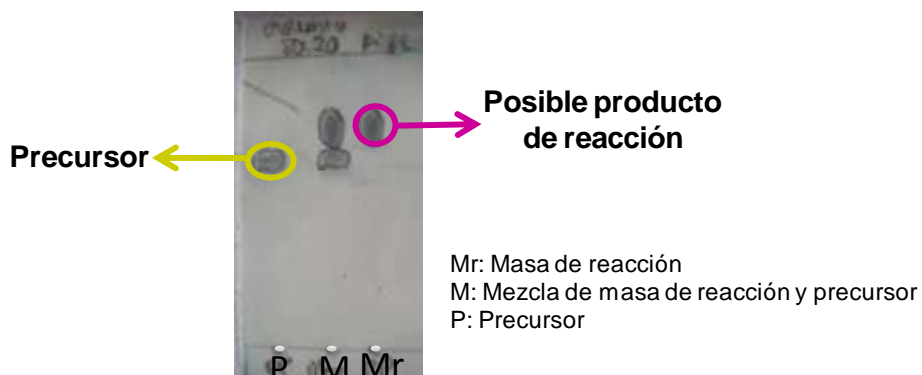 Posible producto
de reacción
Precursor
Mr: Masa de reacción
M: Mezcla de masa de reacción y precursor
P: Precursor
P M Mr